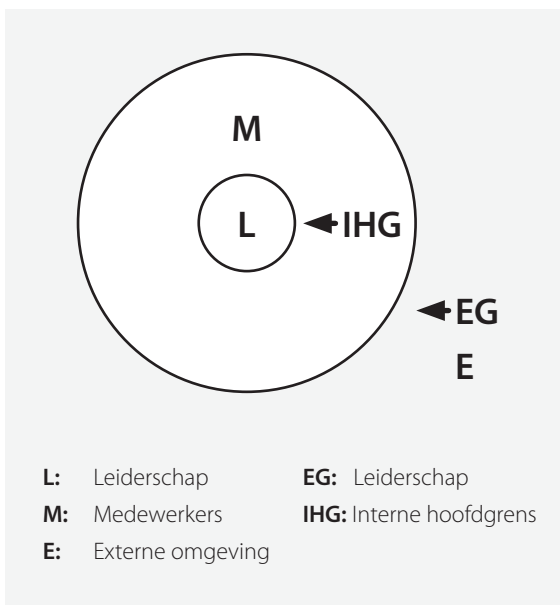 M
L
IHG
EG
E
L: Leiderschap EG: Leiderschap
M: Medewerkers IHG: Interne hoofdgrens
E: Externe omgeving